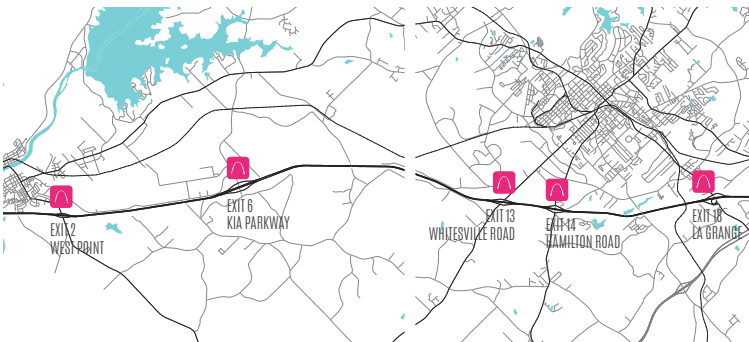 EXIT 2
WEST POINT
EXIT 6
KIA PARKWAY
EXIT 13
WHITESVILLE ROAD
EXIT 14
HAMILTON ROAD
EXIT 18
LA GRANGE